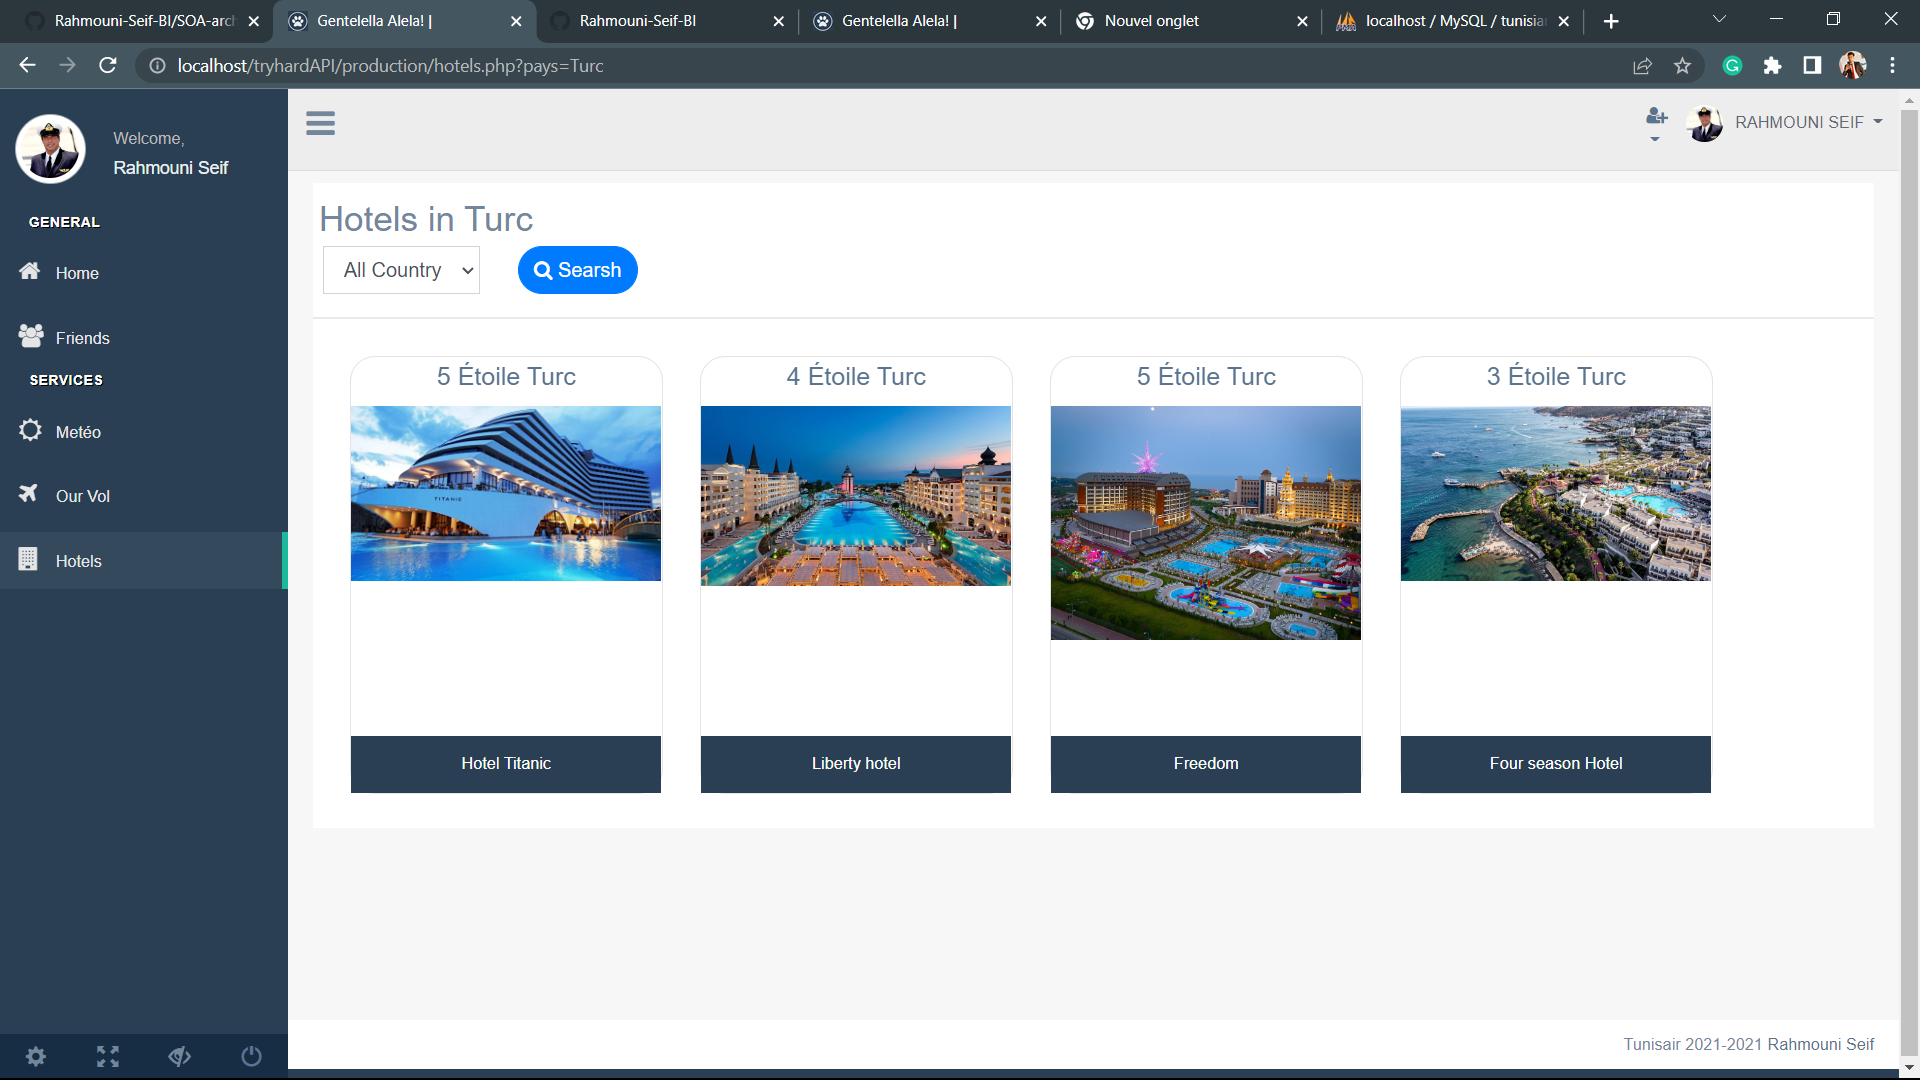 Rahmouni-Seif-BI/SOA-arch
Gentelella Alela! |
Rahmouni-Seif-BI
Gentelella Alela! |
Nouvel onglet
localhost / MySQL / tunisia
localhost/tryhardAPI/production/hotels.php?pays=Turc
Welcome,
Rahmouni Seif
RAHMOUNI SEIF
GENERAL
Home
Friends
SERVICES
Metéo
Our Vol
Hotels
Hotels in Turc
All Country
Searsh
5 Étoile Turc
4 Étoile Turc
5 Étoile Turc
3 Étoile Turc
TITANIC
Hotel Titanic
Liberty hotel
Freedom
Four season Hotel
Tunisair 2021-2021 Rahmouni Seif